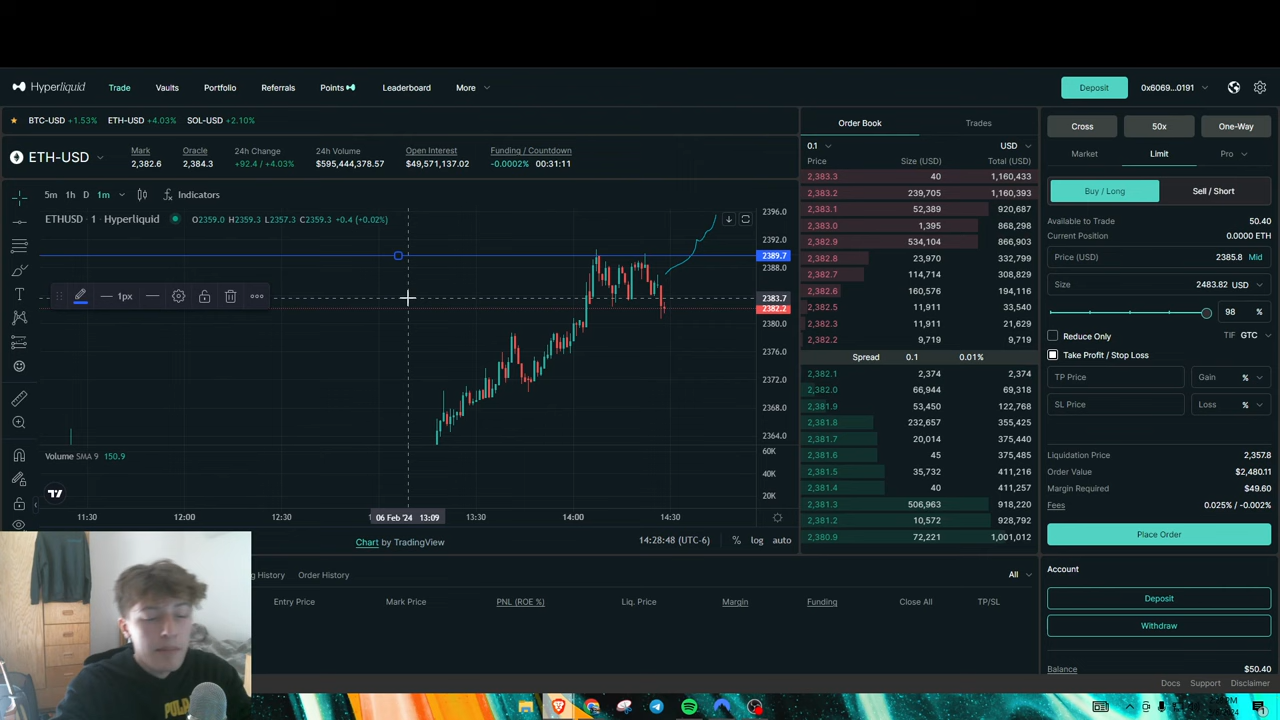 Hyperliquid Trade Vaults Portfolio Referrals Points Leaderboard More Deposit 0x6069...0191
BTC-USD +1.53% ETH-USD +4.03% SOL-USD +2.10%
ETH-USD
Mark
2,382.6
Oracle
2,384.3
24h Change
+92.4 / +4.03%
24h Volume
$595,444,378.57
Open Interest
$49,571,137.02
Funding / Countdown
-0.0002% 00:31:11
5m 1h D 1m Indicators
ETHUSD · 1 · Hyperliquid O2359.0 H2359.3 L2357.3 C2359.3 +0.4 (+0.02%)
1px
2396.0
2392.0
2389.7
2388.0
2383.7
2382.2
2380.0
2376.0
2372.0
2368.0
2364.0
60K
40K
20K
Volume SMA 9 150.9
11:30 12:00 12:30 06 Feb '24 13:09 13:30 14:00 14:30
Chart by TradingView
14:28:48 (UTC-6) % log auto
Order Book Trades
0.1 USD
Price Size (USD) Total (USD)
2,383.3 40 1,160,433
2,383.2 239,705 1,160,393
2,383.1 52,389 920,687
2,383.0 1,395 868,298
2,382.9 534,104 866,903
2,382.8 23,970 332,799
2,382.7 114,714 308,829
2,382.6 160,576 194,116
2,382.5 11,911 33,540
2,382.3 11,911 21,629
2,382.2 9,719 9,719
Spread 0.1 0.01%
2,382.1 2,374 2,374
2,382.0 66,944 69,318
2,381.9 53,450 122,768
2,381.8 232,657 355,425
2,381.7 20,014 375,440
2,381.6 45 375,485
2,381.5 35,732 411,216
2,381.4 40 411,257
2,381.3 506,963 918,220
2,381.2 10,572 928,792
2,380.9 72,221 1,001,012
Cross 50x One-Way
Market Limit Pro
Buy / Long Sell / Short
Available to Trade 50.40
Current Position 0.0000 ETH
Price (USD) 2385.8 Mid
Size 2483.82 USD
98 %
Reduce Only TIF GTC
Take Profit / Stop Loss
TP Price Gain %
SL Price Loss %
Liquidation Price 2,357.8
Order Value $2,480.11
Margin Required $49.60
Fees 0.025% / -0.002%
Place Order
Account
Deposit
Withdraw
Balance $50.40
g History Order History All
Entry Price Mark Price PNL (ROE %) Liq. Price Margin Funding Close All TP/SL
Docs Support Disclaimer